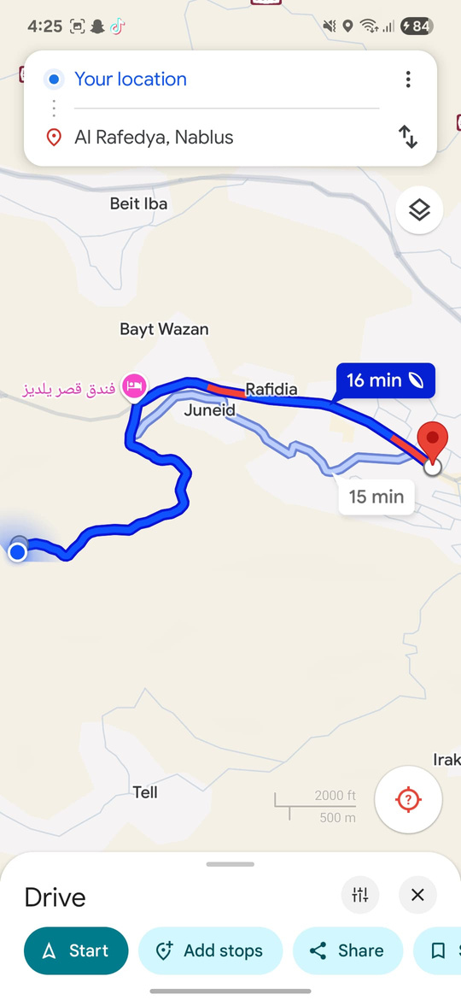 4:25
84
Your location
Al Rafedya, Nablus
Beit Iba
Bayt Wazan
16 min
فندق قصر يلديز
Rafidia
Juneid
15 min
Irak
Tell
2000 ft
500 m
?
Drive
Start
Add stops
Share